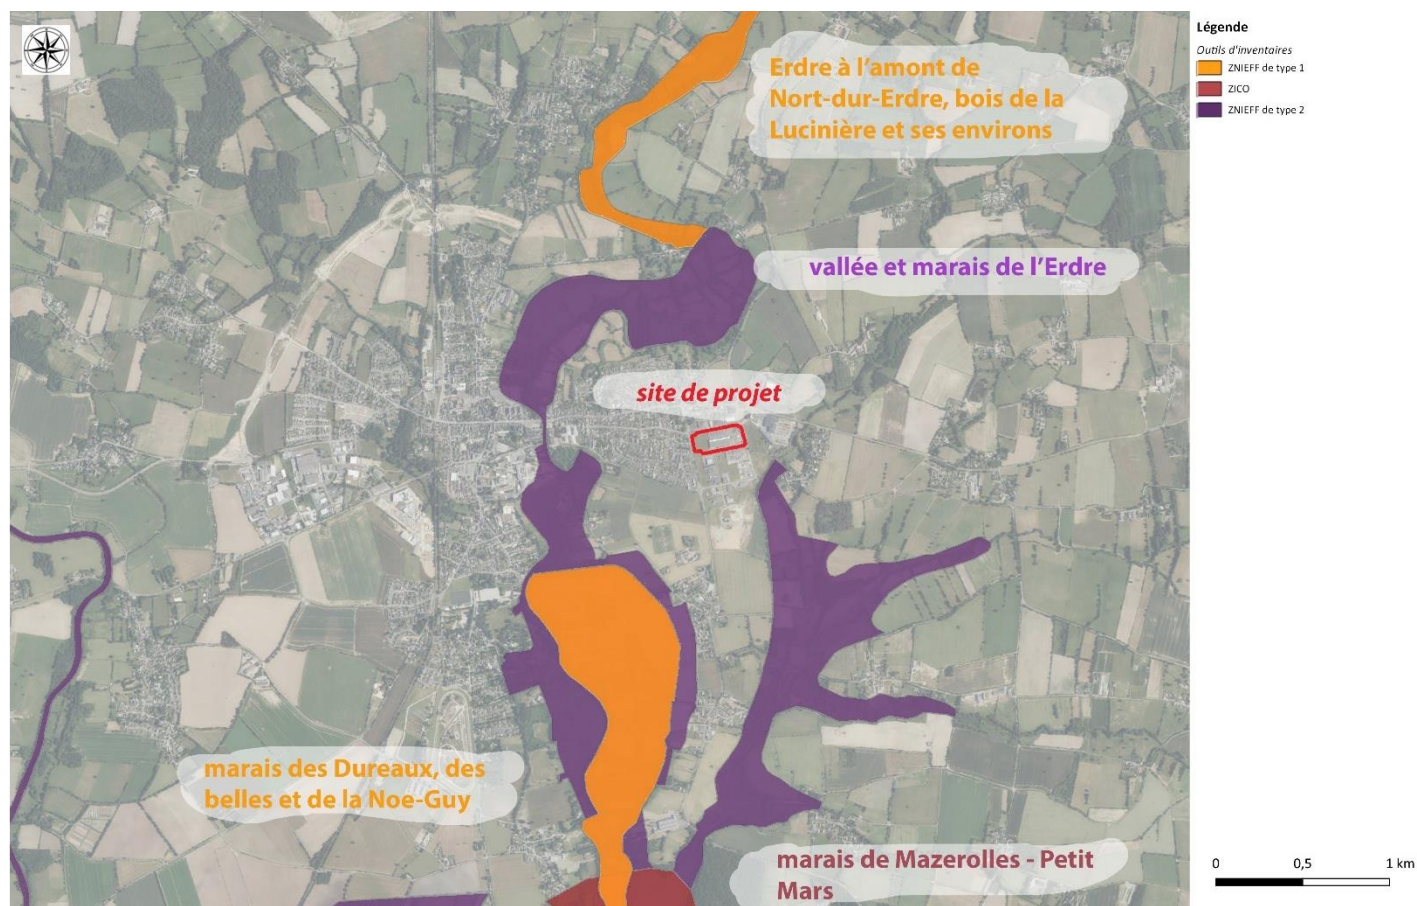 Erdre à l'amont de
Nort-dur-Erdre, bois de la
Lucinière et ses environs
vallée et marais de l'Erdre
site de projet
marais des Dureaux, des
belles et de la Noe-Guy
marais de Mazerolles - Petit
Mars
Légende
Outils d'inventaires
ZNIEFF de type 1
ZICO
ZNIEFF de type 2
0 0,5 1 km